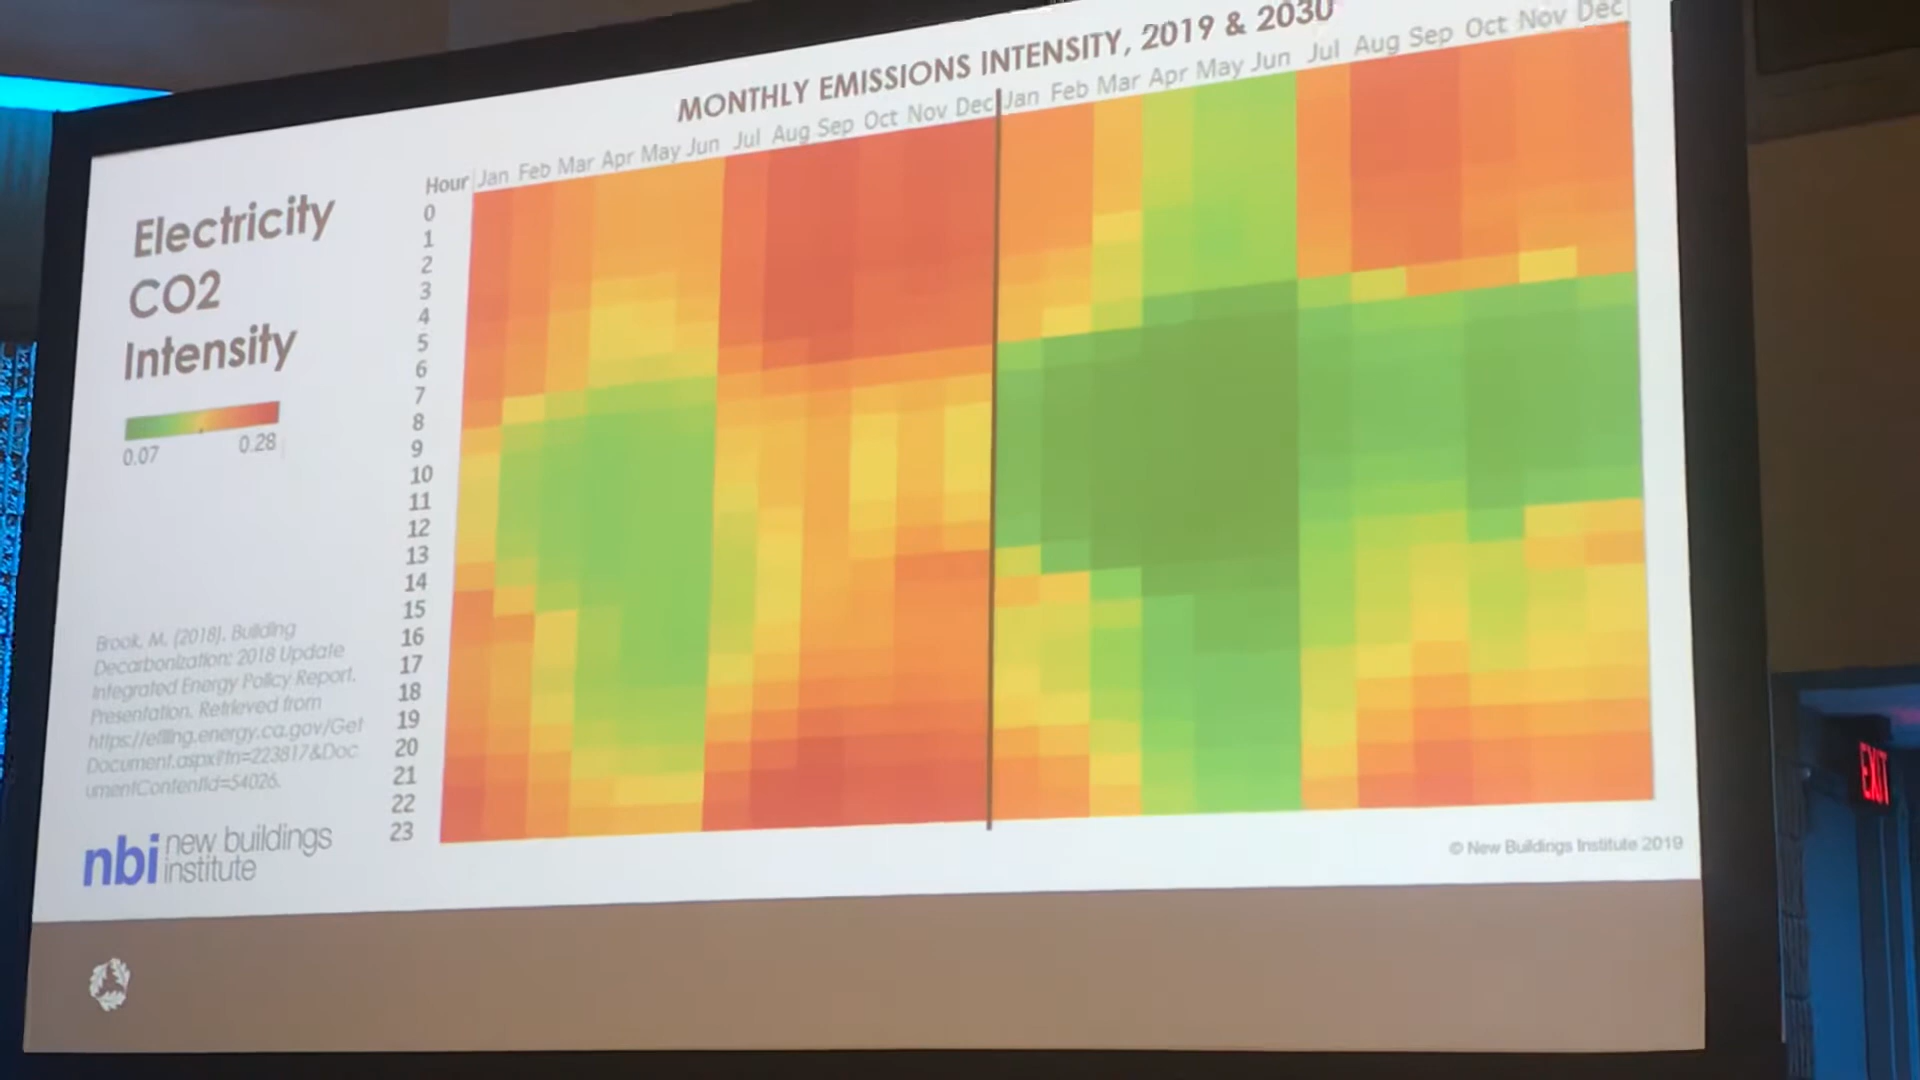 MONTHLY EMISSIONS INTENSITY, 2019 & 2030
Jan Feb Mar Apr May Jun Jul Aug Sep Oct Nov Dec Jan Feb Mar Apr May Jun Jul Aug Sep Oct Nov Dec
Hour
0
1
2
3
4
5
6
7
8
9
10
11
12
13
14
15
16
17
18
19
20
21
22
23
Electricity
CO2
Intensity
0.07 0.28
Brook, M. (2018). Building
Decarbonization: 2018 Update
Integrated Energy Policy Report.
Presentation. Retrieved from
https://efiling.energy.ca.gov/Get
Document.aspx?tn=223817&Doc
umentContentId=54026.
nbi new buildings
institute
© New Buildings Institute 2019
EXIT